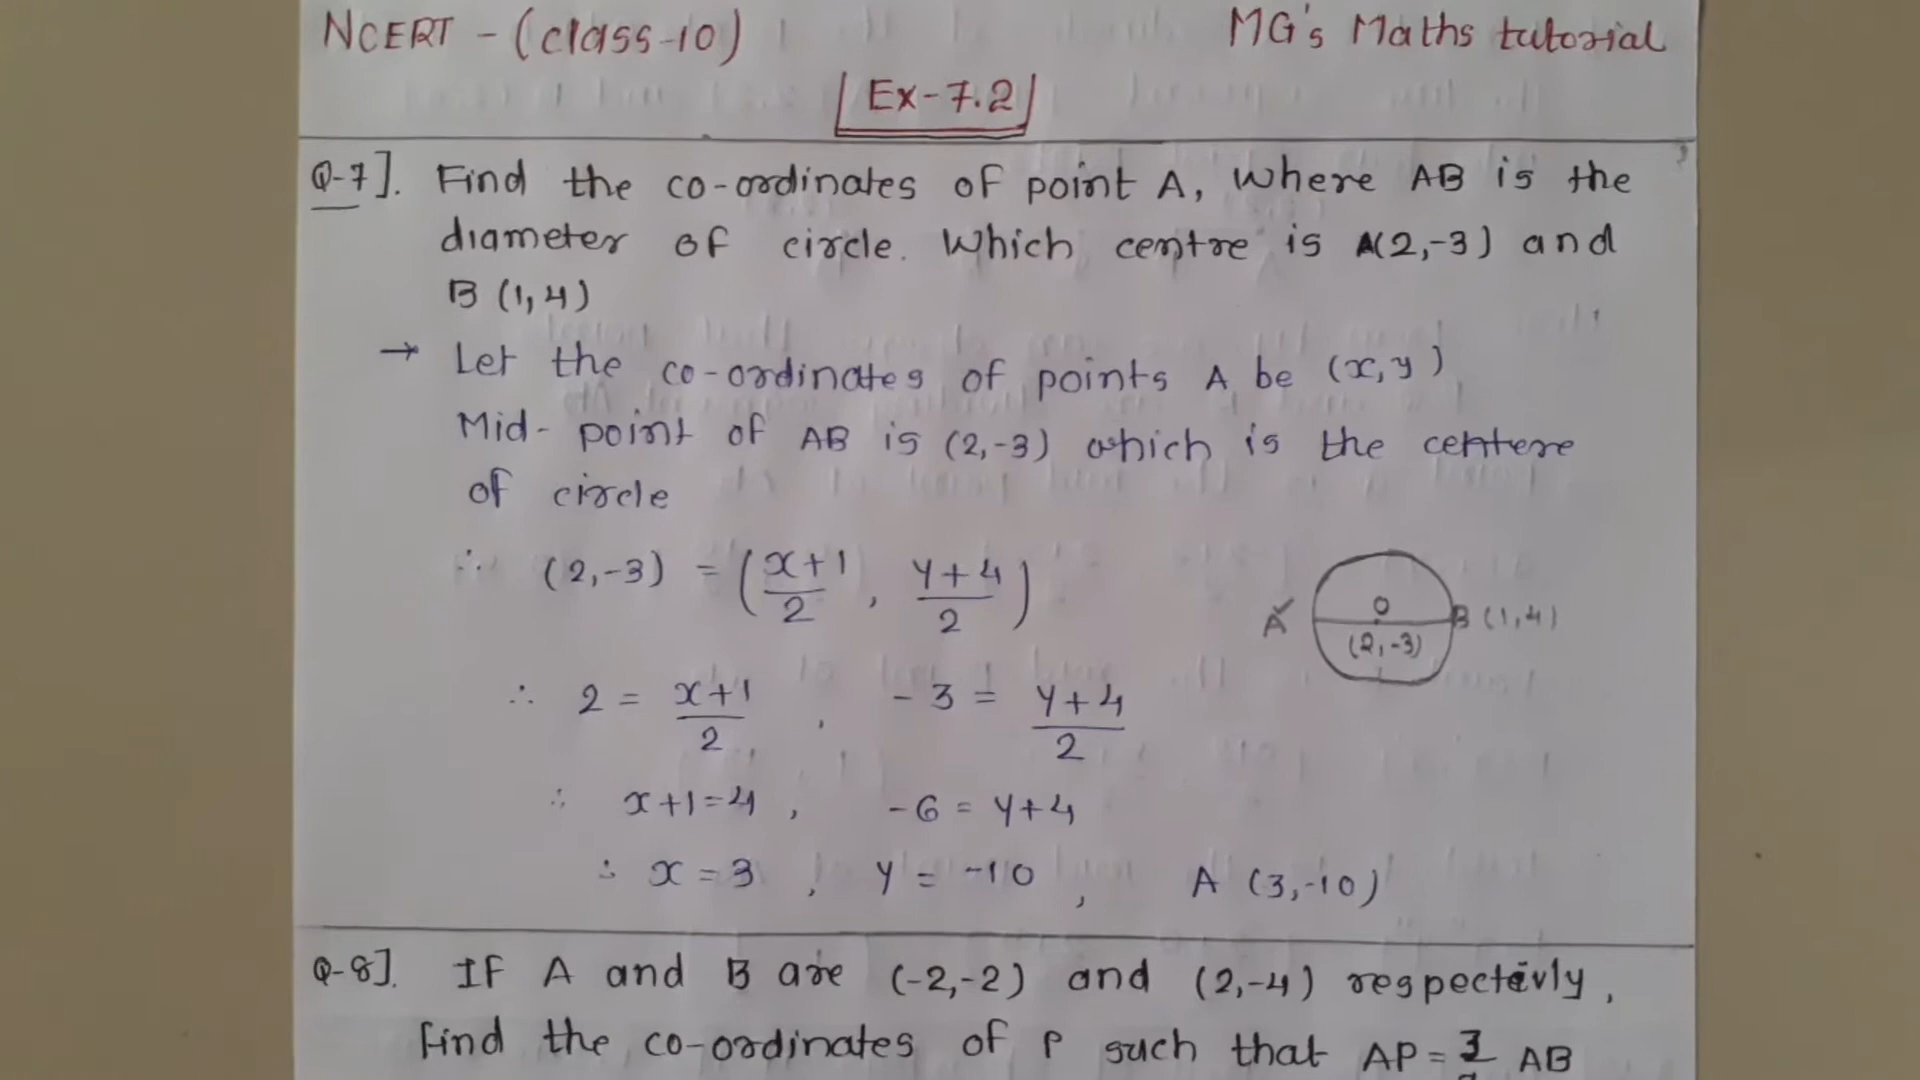 NCERT - (class-10) MG's Maths tutorial
Ex-7.2
Q-7]. Find the co-ordinates of point A, where AB is the
diameter of circle. Which centre is A(2,-3) and
B (1,4)
→ Let the co-ordinates of points A be (x,y)
Mid-point of AB is (2,-3) which is the centere
of circle
∴ (2,-3) = (x+1/2, y+4/2)
A O B (1,4)
(2,-3)
∴ 2 = x+1/2, -3 = y+4/2
∴ x+1=4, -6 = y+4
∴ x = 3, y = -10, A (3,-10)
Q-8]. IF A and B are (-2,-2) and (2,-4) respectivly,
Find the co-ordinates of P such that AP = 3 AB